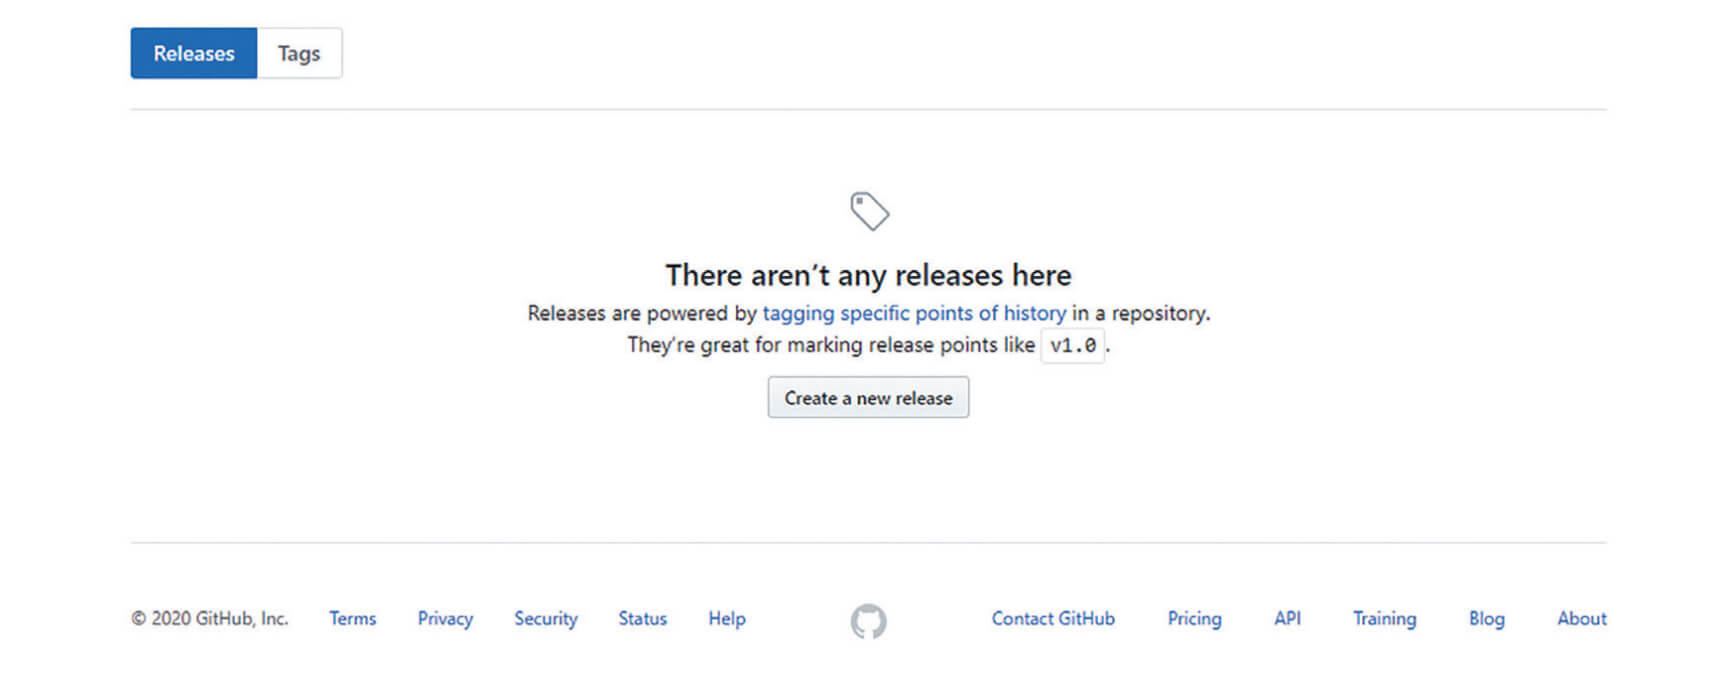 Releases Tags
There aren’t any releases here
Releases are powered by tagging specific points of history in a repository.
They’re great for marking release points like v1.0.
Create a new release
© 2020 GitHub, Inc. Terms Privacy Security Status Help Contact GitHub Pricing API Training Blog About